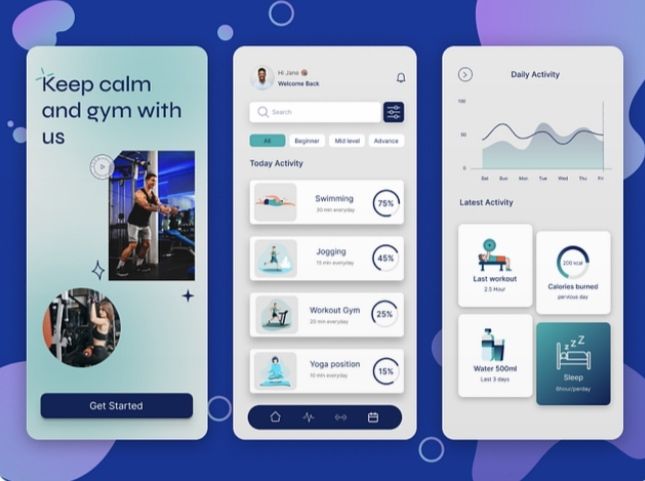 Keep calm
and gym with
us
Get Started
Hi Jane
Welcome Back
Search
All
Beginner
Mid level
Advance
Today Activity
Swimming
30 min everyday
75%
Jogging
15 min everyday
45%
Workout Gym
20 min everyday
25%
Yoga position
10 min everyday
15%
Daily Activity
100
50
0
Sat
Sun
Mon
Tue
Wed
Thu
Fri
Latest Activity
Last workout
2.5 Hour
200 kcal
Calories burned
pervious day
Water 500ml
Last 3 days
Sleep
6hour/perday